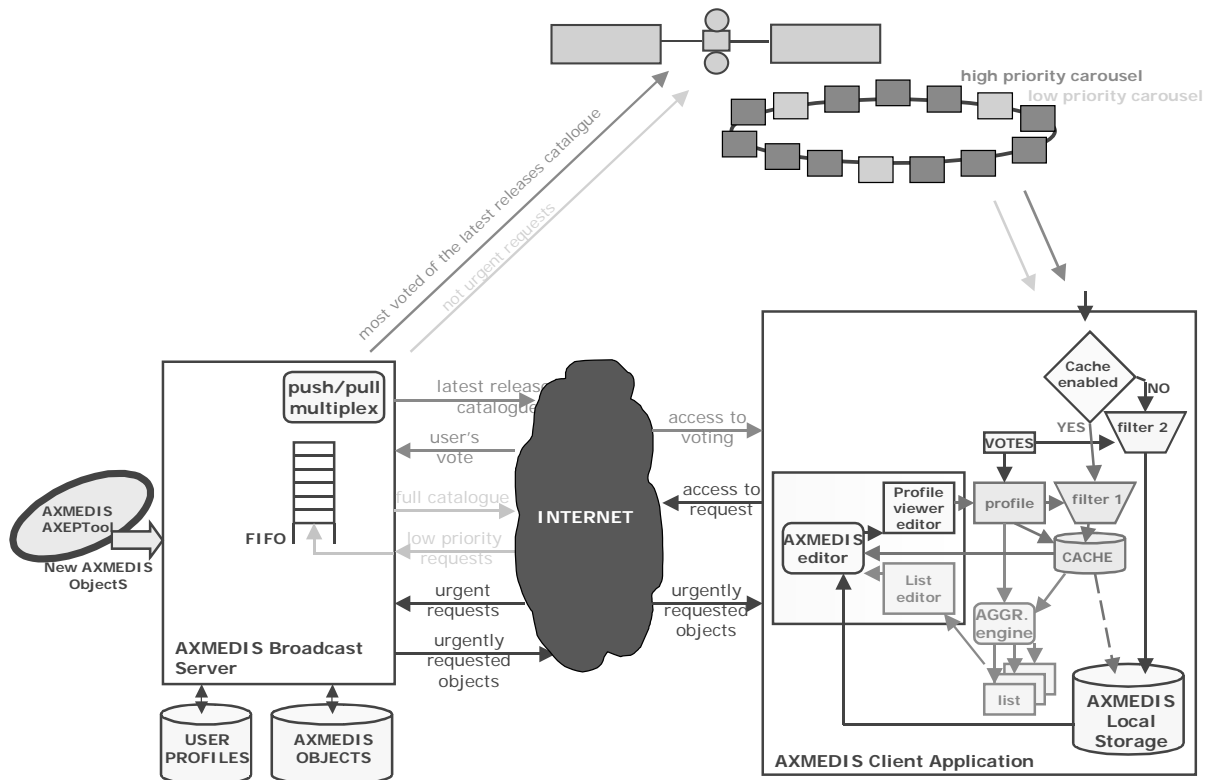 high priority carousel
low priority carousel
most voted of the latest releases catalogue
not urgent requests
push/pull
multiplex
latest release
catalogue
user's
vote
full catalogue
low priority
requests
urgent
requests
urgently
requested
objects
FIFO
AXMEDIS
AXEPTool
New AXMEDIS
ObjectS
AXMEDIS Broadcast
Server
USER
PROFILES
AXMEDIS
OBJECTS
INTERNET
access to
voting
access to
request
urgently
requested
objects
Cache
enabled
NO
YES
filter 2
VOTES
Profile
viewer
editor
profile
filter 1
AXMEDIS
editor
CACHE
List
editor
AGGR.
engine
list
AXMEDIS
Local
Storage
AXMEDIS Client Application